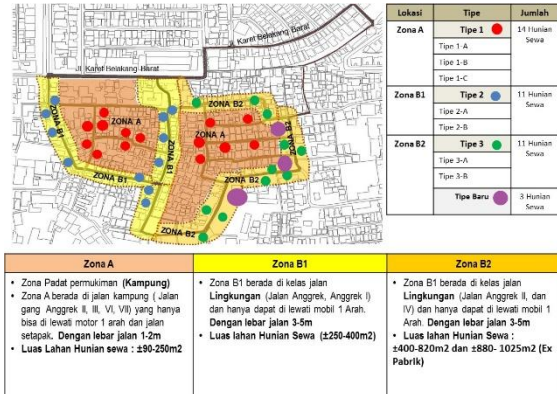 Jl. Karet Belakang Barat
Jl. Karet Belakang Barat
ZONA B2
ZONA A
ZONA A
ZONA B1
ZONA B1
ZONA B2
ZONA B1
ZONA B2
ZONA B2
Lokasi Tipe Jumlah
Zona A Tipe 1 14 Hunian Sewa
Tipe 1-A
Tipe 1-B
Tipe 1-C
Zona B1 Tipe 2 11 Hunian Sewa
Tipe 2-A
Tipe 2-B
Zona B2 Tipe 3 11 Hunian Sewa
Tipe 3-A
Tipe 3-B
Tipe Baru 3 Hunian Sewa
Zona A
• Zona Padat permukiman (Kampung)
• Zona A berada di jalan kampung ( Jalan
gang Anggrek II, III, VI, VII) yang hanya
bisa di lewati motor 1 arah dan jalan
setapak. Dengan lebar jalan 1-2m
• Luas Lahan Hunian sewa : ±90-250m2
Zona B1
• Zona B1 berada di kelas jalan
Lingkungan (Jalan Anggrek, Anggrek I)
dan hanya dapat di lewati mobil 1 Arah.
Dengan lebar jalan 3-5m
• Luas lahan Hunian Sewa (±250-400m2)
Zona B2
• Zona B2 berada di kelas jalan
Lingkungan (Jalan Anggrek II, dan
IV) dan hanya dapat di lewati mobil 1
Arah. Dengan lebar jalan 3-5m
• Luas lahan Hunian Sewa :
±400-820m2 dan ±880- 1025m2 (Ex
Pabrik)